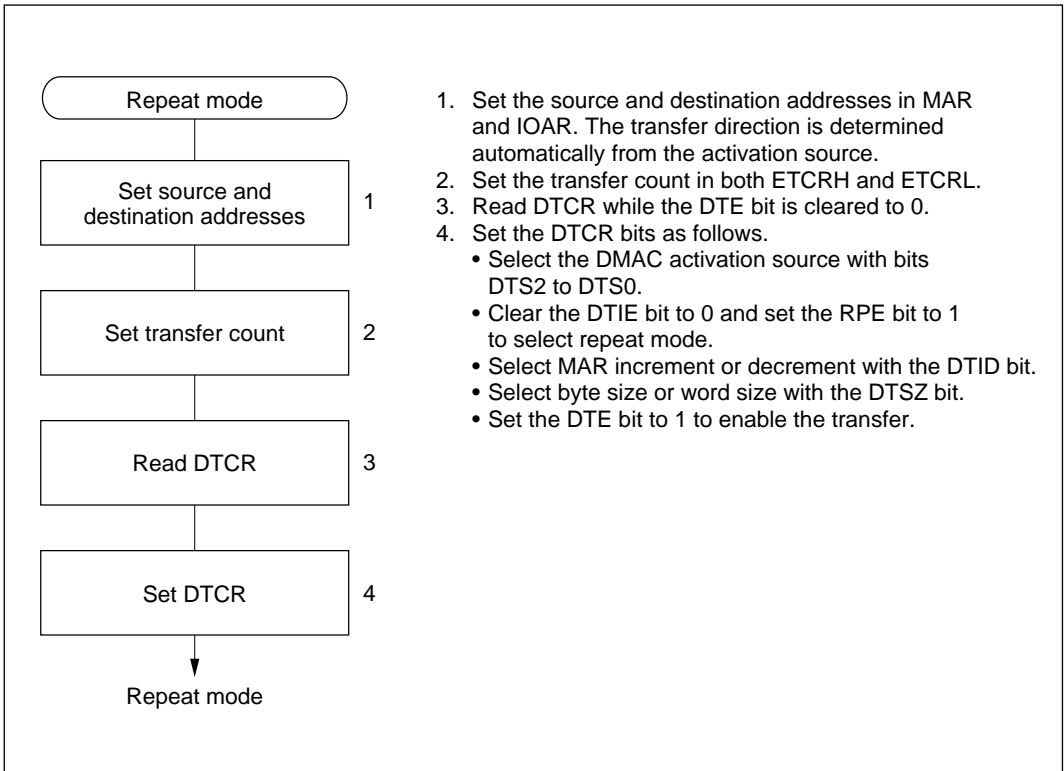 Repeat mode
Set source and
destination addresses
1
Set transfer count
2
Read DTCR
3
Set DTCR
4
Repeat mode
1. Set the source and destination addresses in MAR
and IOAR. The transfer direction is determined
automatically from the activation source.
2. Set the transfer count in both ETCRH and ETCRL.
3. Read DTCR while the DTE bit is cleared to 0.
4. Set the DTCR bits as follows.
• Select the DMAC activation source with bits
DTS2 to DTS0.
• Clear the DTIE bit to 0 and set the RPE bit to 1
to select repeat mode.
• Select MAR increment or decrement with the DTID bit.
• Select byte size or word size with the DTSZ bit.
• Set the DTE bit to 1 to enable the transfer.